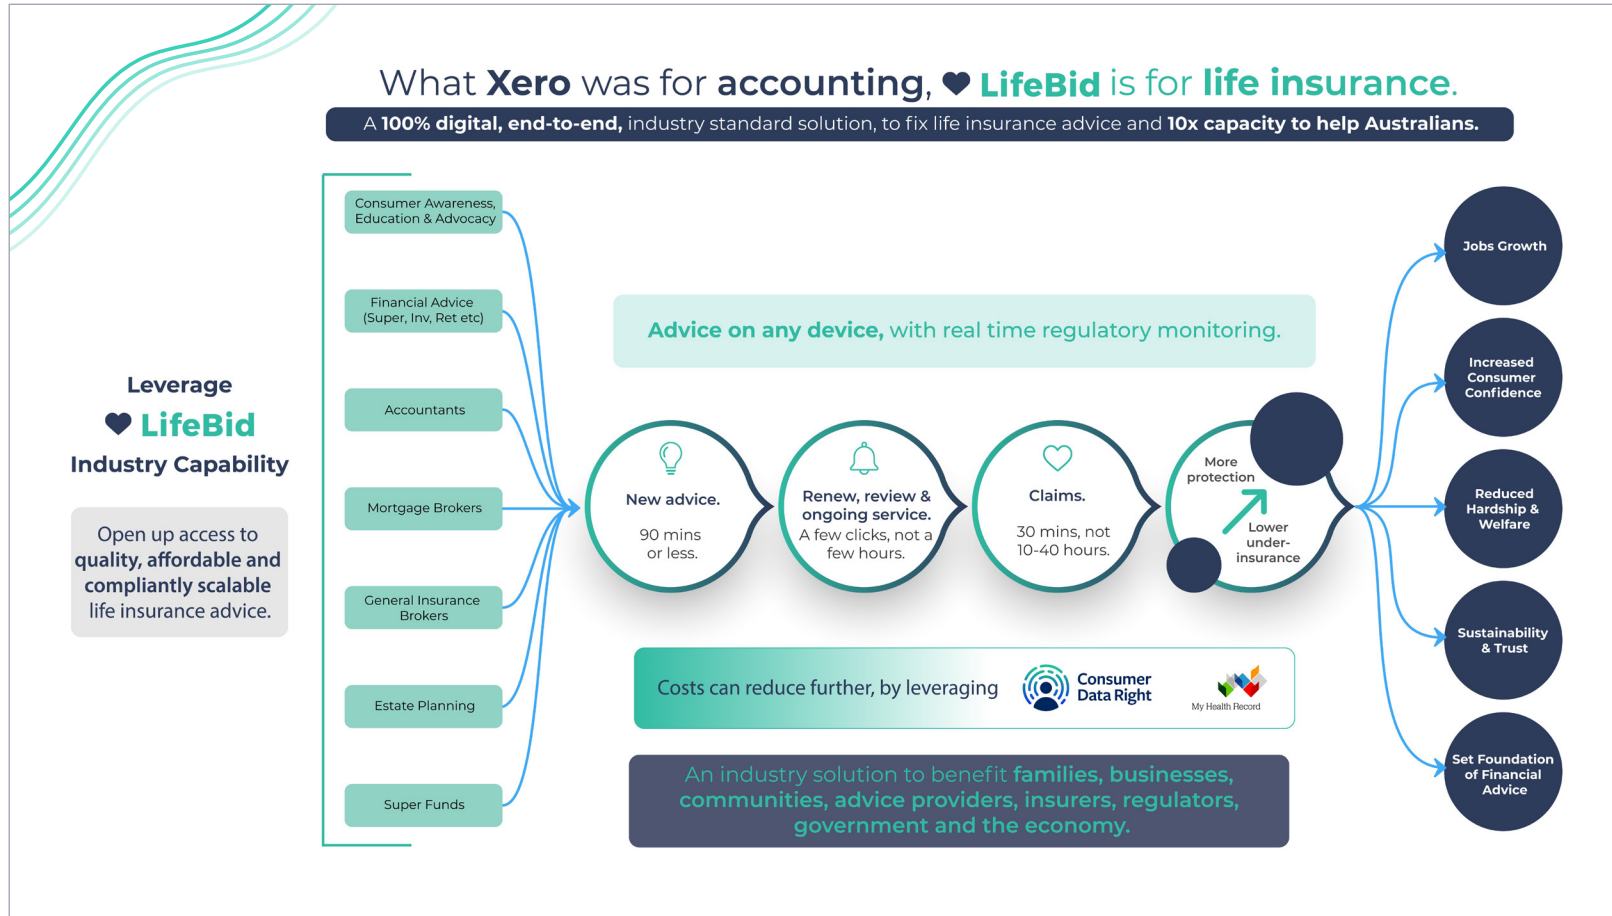 What Xero was for accounting, LifeBid is for life insurance.
A 100% digital, end-to-end, industry standard solution, to fix life insurance advice and 10x capacity to help Australians.
Leverage
LifeBid
Industry Capability
Open up access to
quality, affordable and
compliantly scalable
life insurance advice.
Consumer Awareness,
Education & Advocacy
Financial Advice
(Super, Inv, Ret etc)
Accountants
Mortgage Brokers
General Insurance
Brokers
Estate Planning
Super Funds
Advice on any device, with real time regulatory monitoring.
New advice.
90 mins
or less.
Renew, review &
ongoing service.
A few clicks, not a
few hours.
Claims.
30 mins, not
10-40 hours.
More
protection
Lower
under-
insurance
Costs can reduce further, by leveraging
Consumer
Data Right
My Health Record
An industry solution to benefit families, businesses,
communities, advice providers, insurers, regulators,
government and the economy.
Jobs Growth
Increased
Consumer
Confidence
Reduced
Hardship &
Welfare
Sustainability
& Trust
Set Foundation
of Financial
Advice